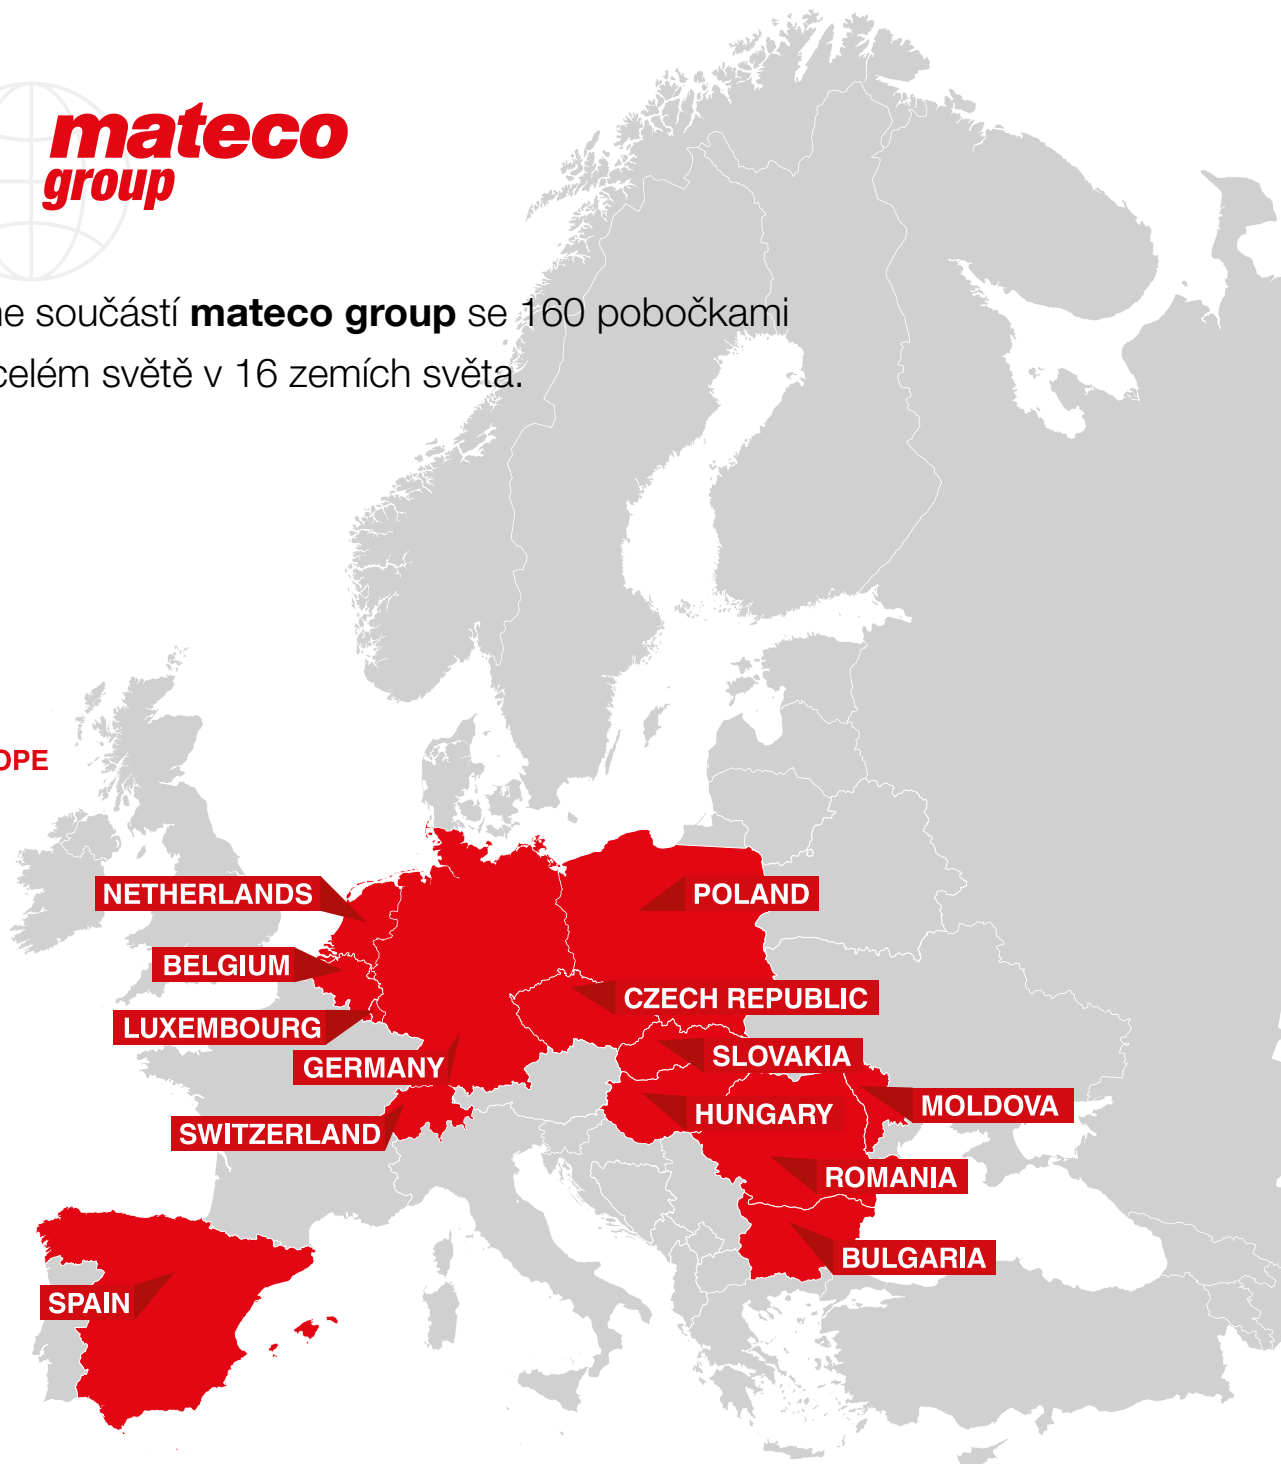 mateco
group
součástí mateco group se 160 pobočkami
celém světě v 16 zemích světa.
NETHERLANDS
POLAND
BELGIUM
CZECH REPUBLIC
LUXEMBOURG
SLOVAKIA
GERMANY
HUNGARY
MOLDOVA
SWITZERLAND
ROMANIA
BULGARIA
SPAIN